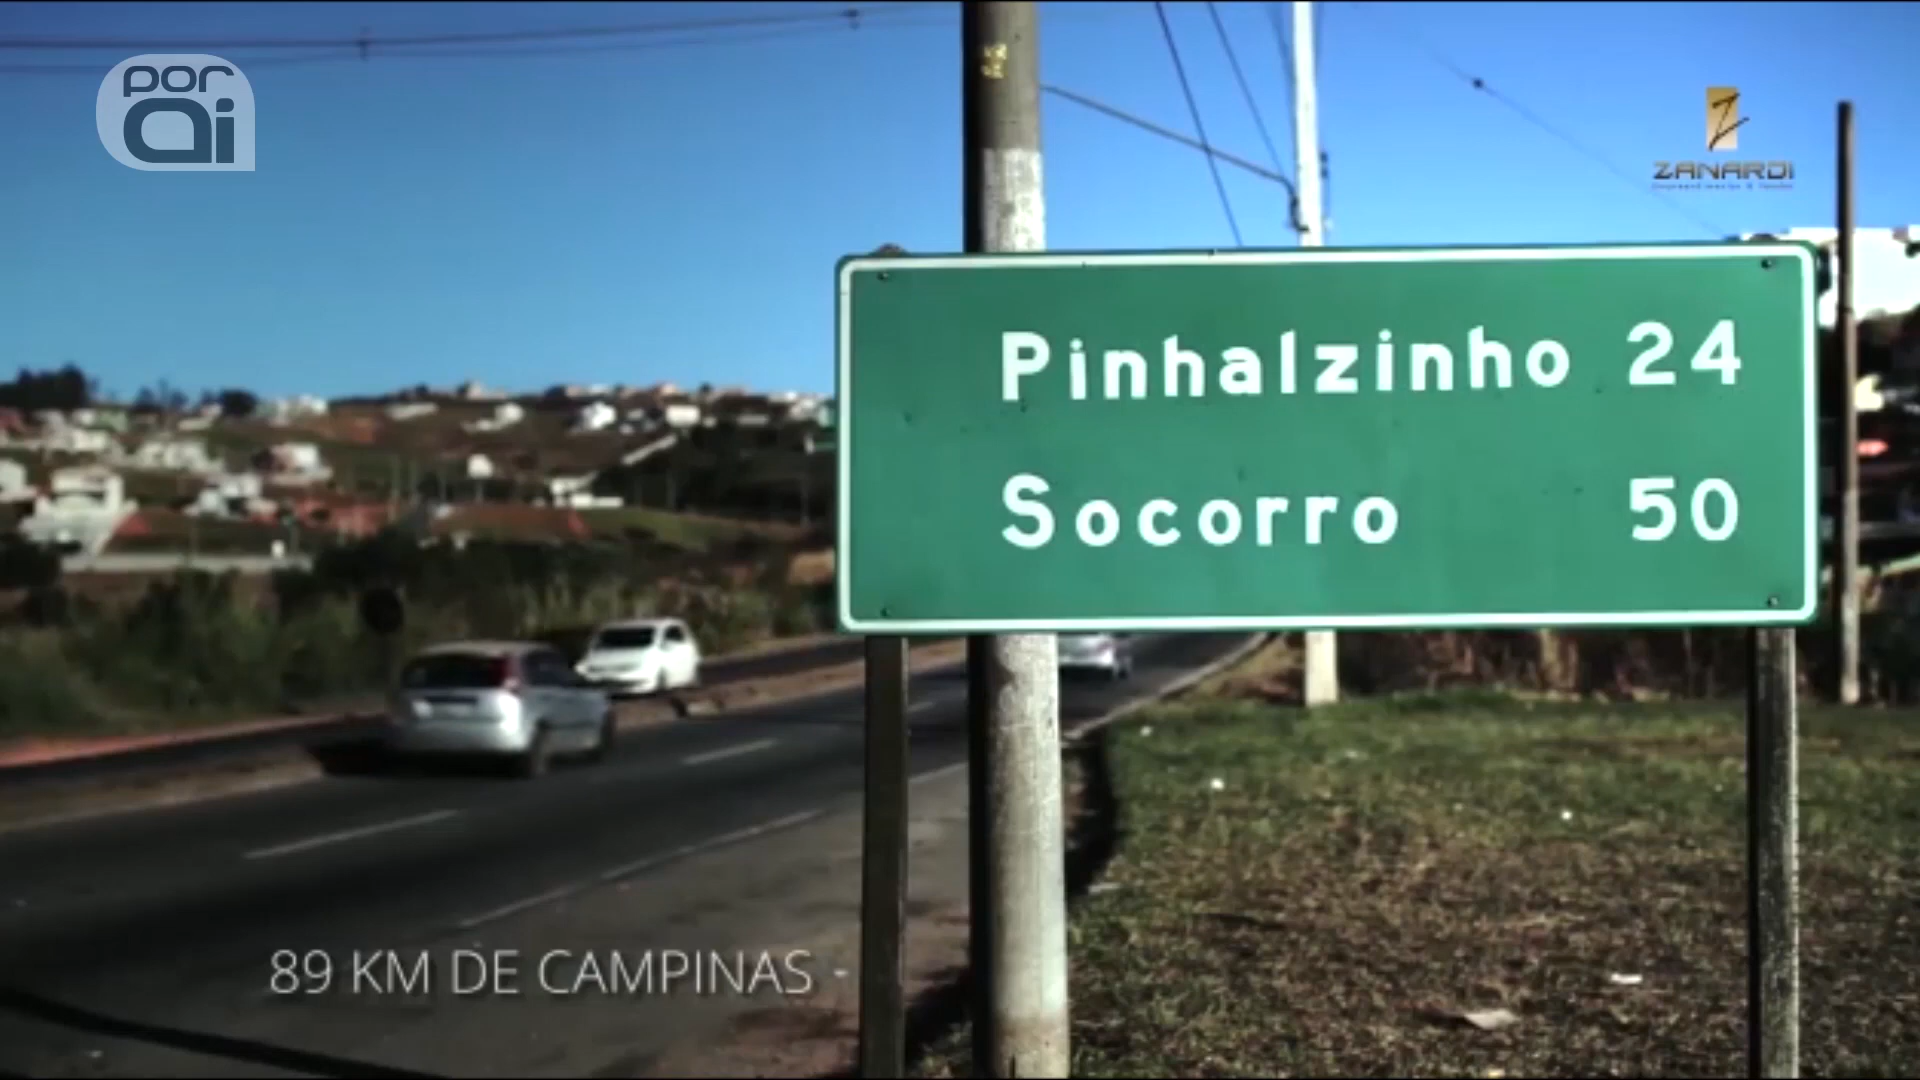 por
ai
Z
ZANARDI
Pinhalzinho 24
Socorro 50
89 KM DE CAMPINAS -